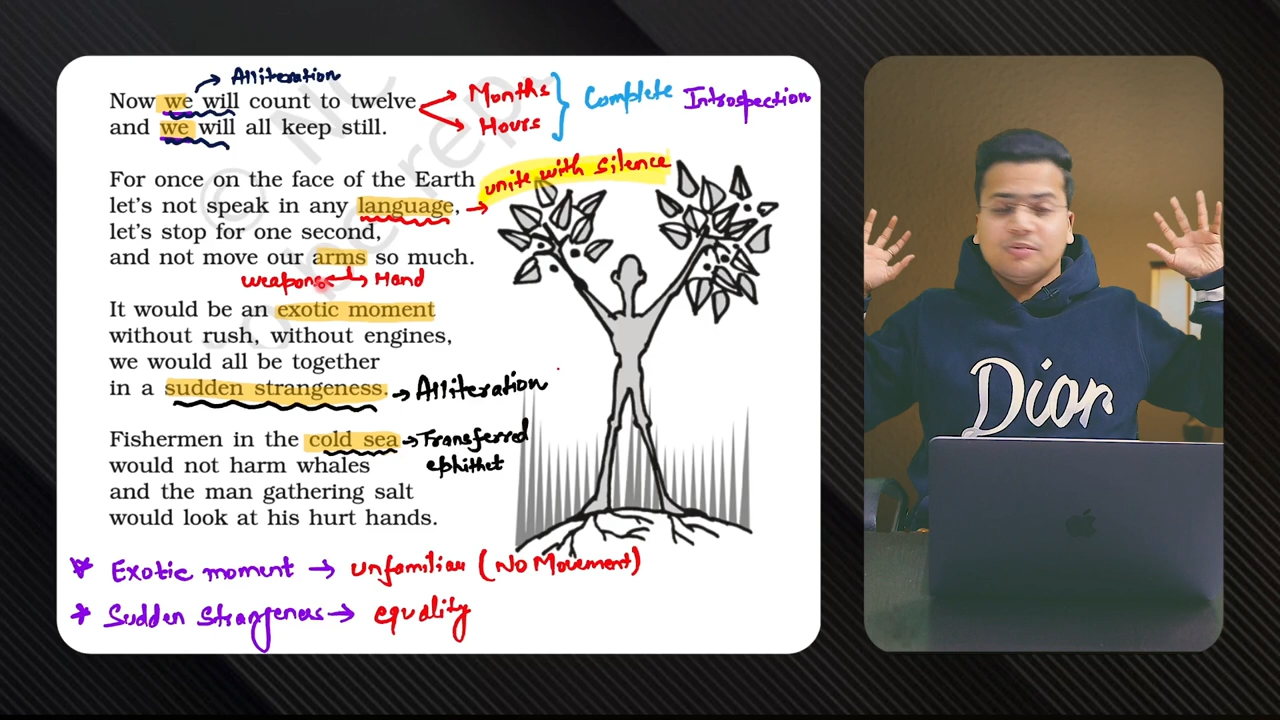 Alliteration
Now we will count to twelve
and we will all keep still.
Months
Hours
Complete Introspection
For once on the face of the Earth
let's not speak in any language,
let's stop for one second,
and not move our arms so much.
unite with silence
weapons Hand
It would be an exotic moment
without rush, without engines,
we would all be together
in a sudden strangeness.
Alliteration
Fishermen in the cold sea
would not harm whales
and the man gathering salt
would look at his hurt hands.
Transferred
ephithet
* Exotic moment → unfamiliar (No Movement)
* Sudden Strangeness → equality
Dior